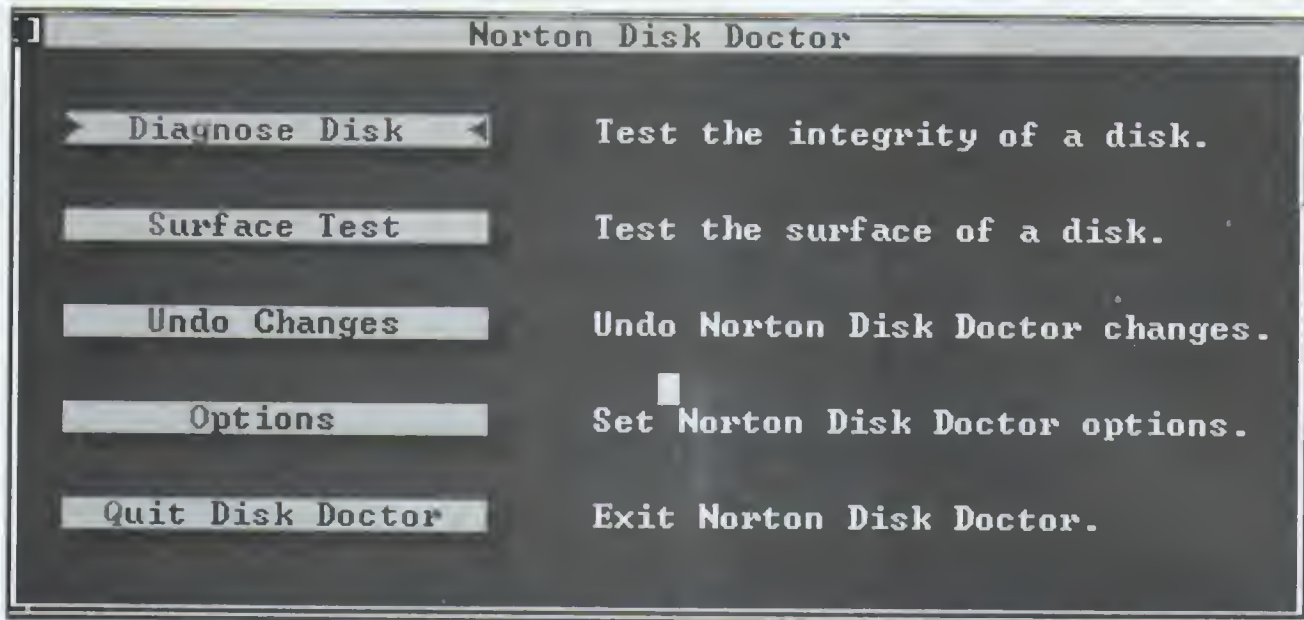 [ ] Norton Disk Doctor
Diagnose Disk Test the integrity of a disk.
Surface Test Test the surface of a disk.
Undo Changes Undo Norton Disk Doctor changes.
Options Set Norton Disk Doctor options.
Quit Disk Doctor Exit Norton Disk Doctor.